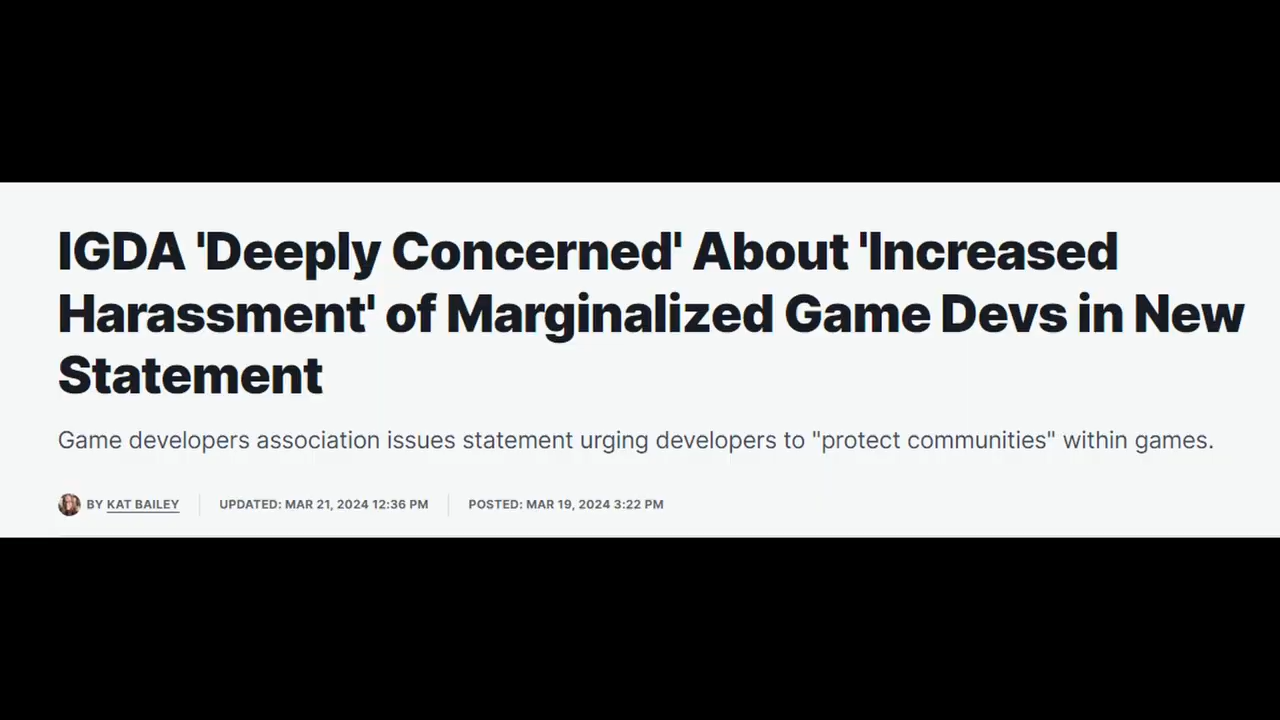 IGDA 'Deeply Concerned' About 'Increased
Harassment' of Marginalized Game Devs in New
Statement
Game developers association issues statement urging developers to "protect communities" within games.
BY KAT BAILEY UPDATED: MAR 21, 2024 12:36 PM POSTED: MAR 19, 2024 3:22 PM